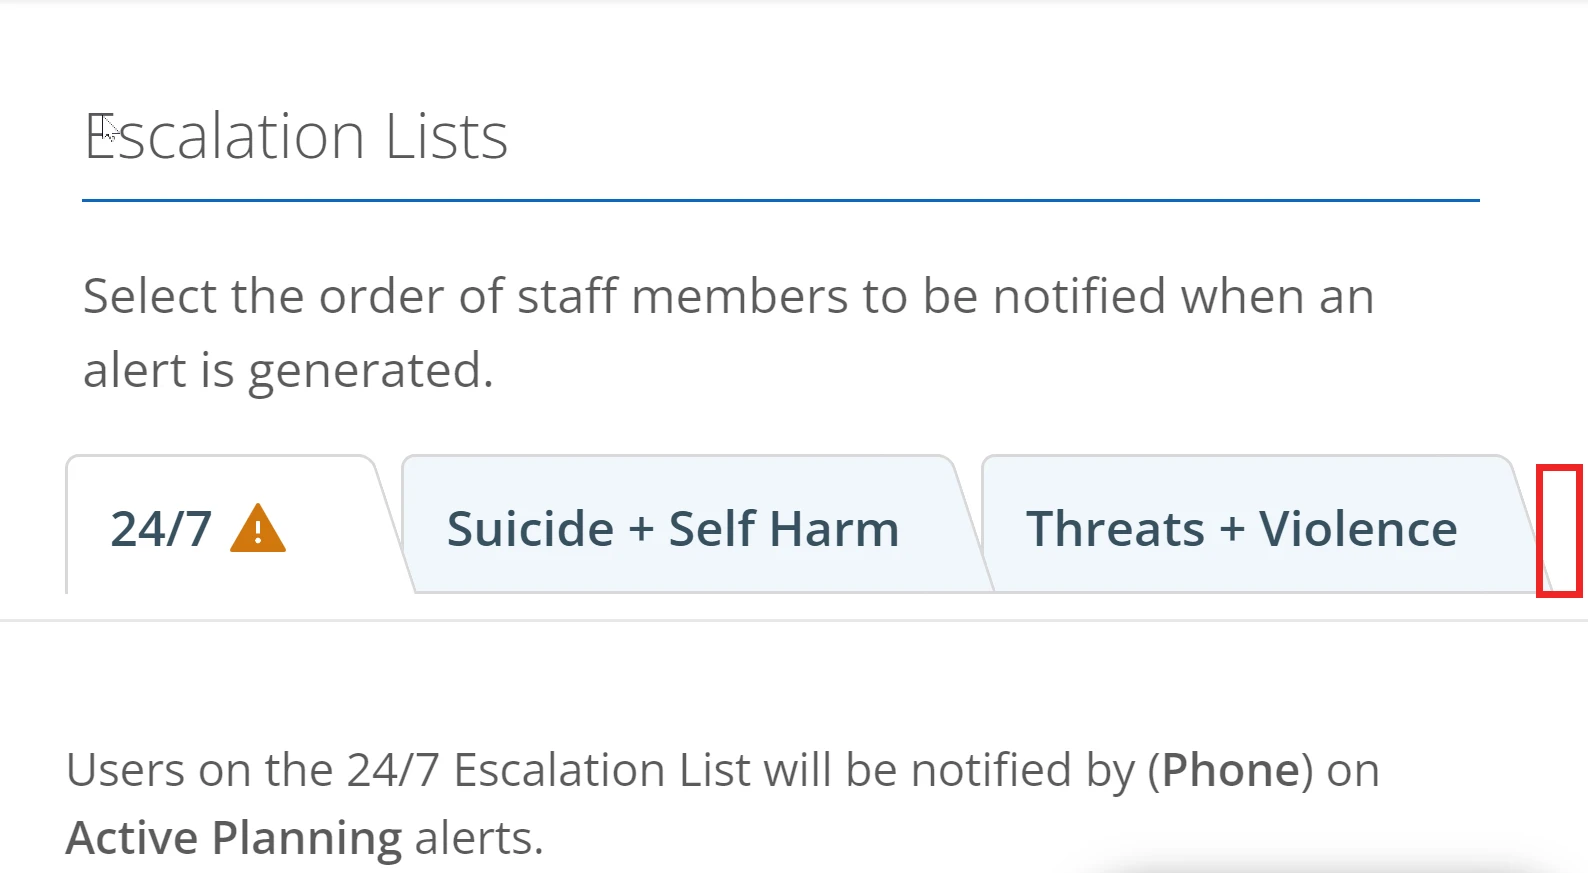 Escalation Lists
Select the order of staff members to be notified when an
alert is generated.
24/7
Suicide + Self Harm
Threats + Violence
Users on the 24/7 Escalation List will be notified by (Phone) on
Active Planning alerts.